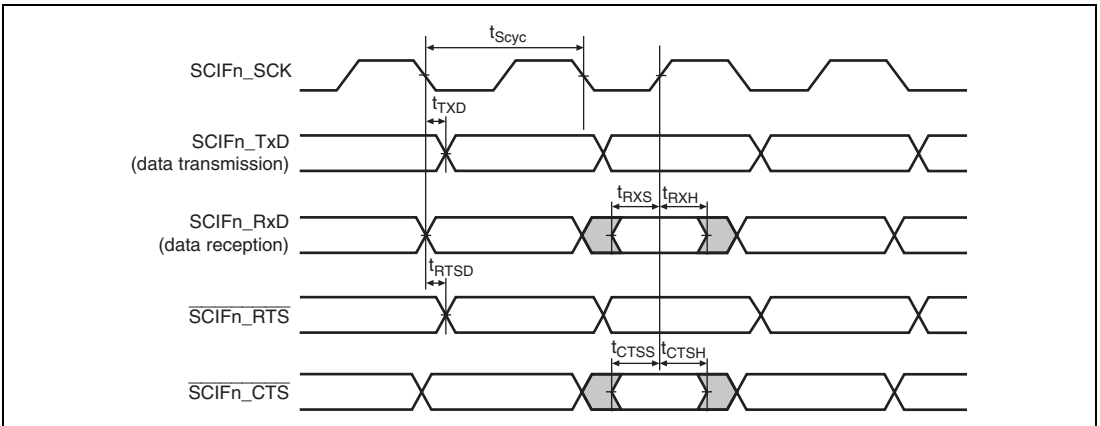 tScyc
SCIFn_SCK
tTXD
SCIFn_TxD
(data transmission)
tRXS tRXH
SCIFn_RxD
(data reception)
tRTSD
SCIFn_RTS
tCTSS tCTSH
SCIFn_CTS